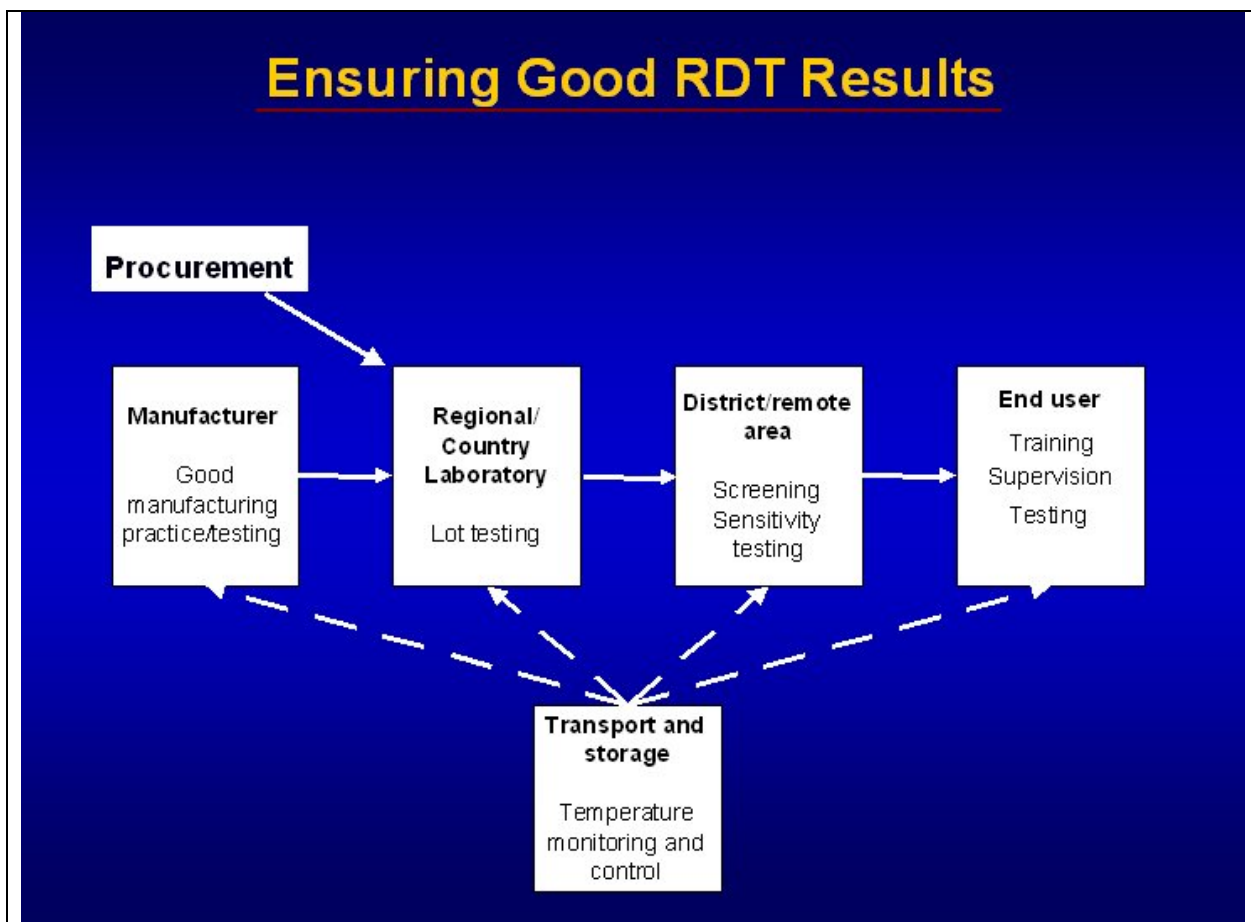 Ensuring Good RDT Results
Procurement
Manufacturer
Good
manufacturing
practice/testing
Regional/
Country
Laboratory
Lot testing
District/remote
area
Screening
Sensitivity
testing
End user
Training
Supervision
Testing
Transport and
storage
Temperature
monitoring and
control